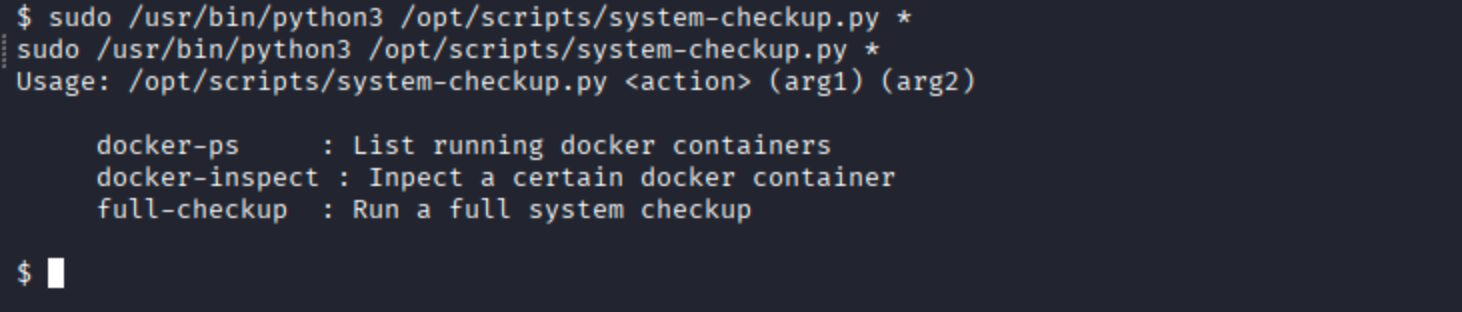 $ sudo /usr/bin/python3 /opt/scripts/system-checkup.py *
sudo /usr/bin/python3 /opt/scripts/system-checkup.py *
Usage: /opt/scripts/system-checkup.py <action> (arg1) (arg2)
docker-ps : List running docker containers
docker-inspect : Inpect a certain docker container
full-checkup : Run a full system checkup
$